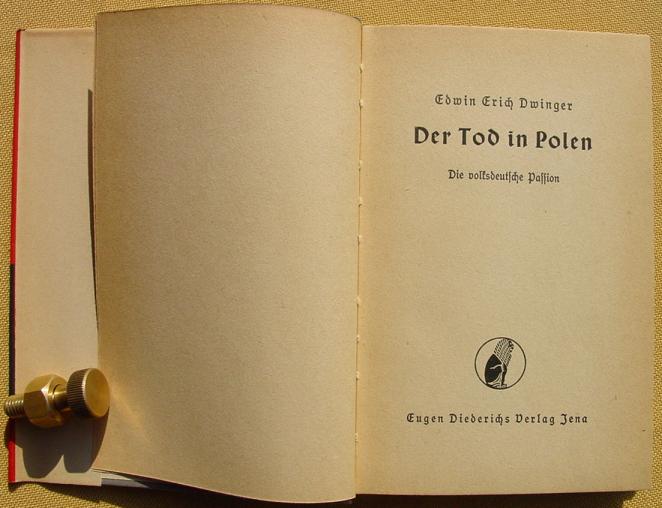 Edwin Erich Dwinger
Der Tod in Polen
Die volksdeutsche Passion
Eugen Diederichs Verlag Jena